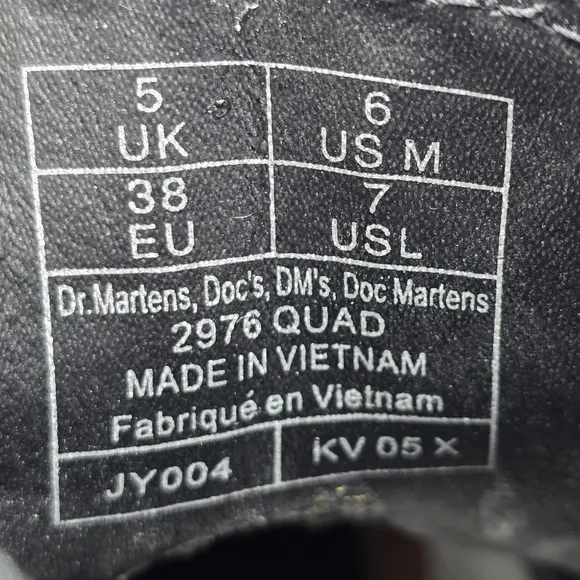 5 6
UK US M
38 7
EU USL
Dr.Martens, Doc's, DM's, Doc Martens
2976 QUAD
MADE IN VIETNAM
Fabriqué en Vietnam
JY004 KV 05 X